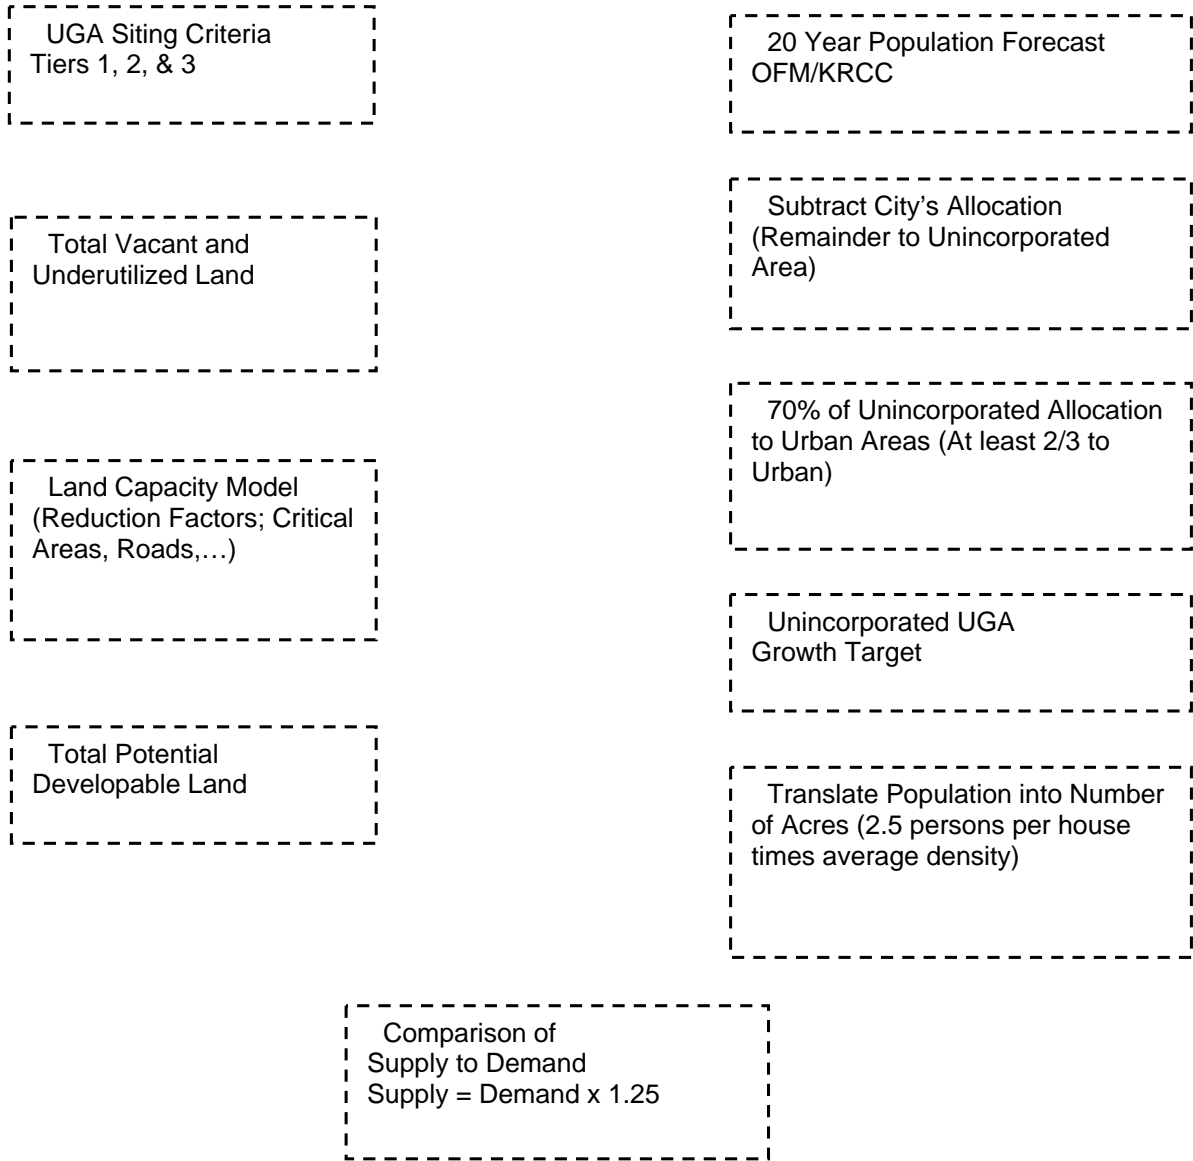 UGA Siting Criteria
Tiers 1, 2, & 3
Total Vacant and
Underutilized Land
Land Capacity Model
(Reduction Factors; Critical
Areas, Roads,…)
Total Potential
Developable Land
20 Year Population Forecast
OFM/KRCC
Subtract City’s Allocation
(Remainder to Unincorporated
Area)
70% of Unincorporated Allocation
to Urban Areas (At least 2/3 to
Urban)
Unincorporated UGA
Growth Target
Translate Population into Number
of Acres (2.5 persons per house
times average density)
Comparison of
Supply to Demand
Supply = Demand x 1.25